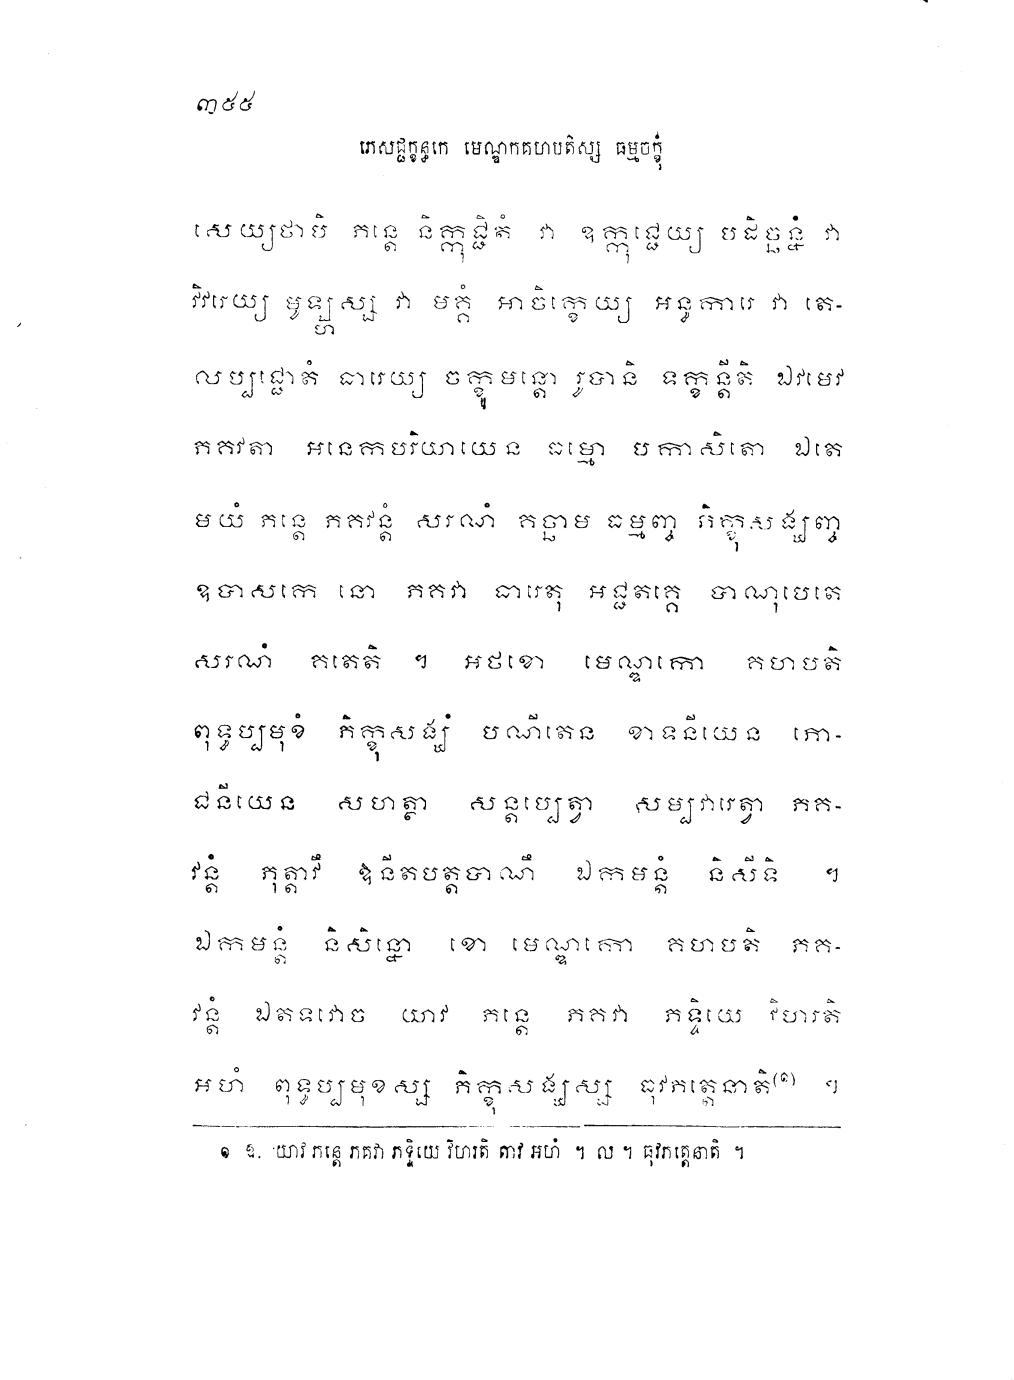 ៣៥៥
ភេសជ្ជក្ខន្ធកេ មេណ្ឌកគហបតិស្ស ធម្មចក្ខុំ
សេយ្យថាបិ ភន្តេ និក្កុជ្ជិតំ វា ឧក្កុជ្ជេយ្យ បដិច្ឆន្នំ វា
វិវរេយ្យ មូឡ្ហស្ស វា មគ្គំ អាចិក្ខេយ្យ អន្ធការេ វា តេ-
លប្បជ្ជោតំ ធារេយ្យ ចក្ខុមន្តោ រូបានិ ទក្ខន្តីតិ ឯវមេវ
ភគវតា អនេកបរិយាយេន ធម្មោ បកាសិតោ ឯតេ
មយំ ភន្តេ ភគវន្តំ សរណំ គច្ឆាម ធម្មញ្ច ភិក្ខុសង្ឃញ្ច
ឧបាសកេ នោ ភគវា ធារេតុ អជ្ជតគ្គេ បាណុបេតេ
សរណំ គតេតិ ។ អថខោ មេណ្ឌកោ គហបតិ
ពុទ្ធប្បមុខំ ភិក្ខុសង្ឃំ បណីតេន ខាទនីយេន ភោ-
ជនីយេន សហត្ថា សន្តប្បេត្វា សម្បវារេត្វា ភគ-
វន្តំ ភុត្តាវឹ ឱនីតបត្តបាណឹ ឯកមន្តំ និសីទិ ។
ឯកមន្តំ និសិន្នោ ខោ មេណ្ឌកោ គហបតិ ភគ-
វន្តំ ឯតទវោច យាវ ភន្តេ ភគវា ភទ្ទិយេ វិហរតិ
អហំ ពុទ្ធប្បមុខស្ស ភិក្ខុសង្ឃស្ស ធុវភត្តេនាតិ(១) ។
១ ឱ. យាវ ភន្តេ ភគវា ភទ្ទិយេ វិហរតិ តាវ អហំ ។ ល ។ ធុវភត្តេនាតិ ។